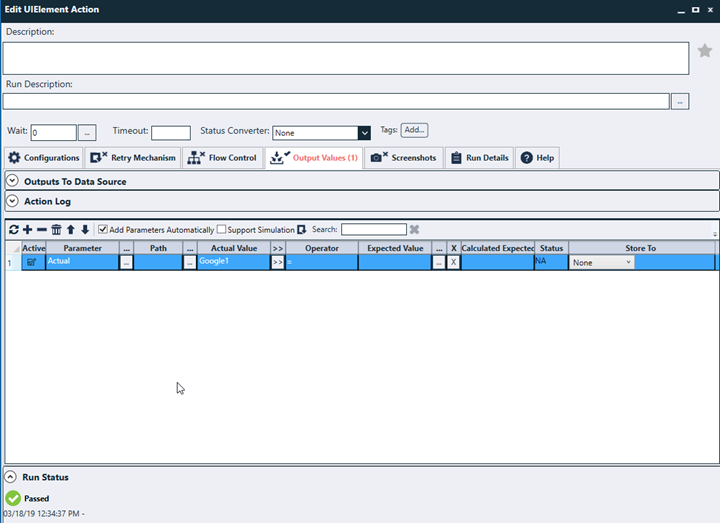 Edit UIElement Action
Description:
Run Description:
...
Wait: 0 ... Timeout: Status Converter: None Tags: Add...
Configurations Retry Mechanism Flow Control Output Values (1) Screenshots Run Details Help
Outputs To Data Source
Action Log
Add Parameters Automatically Support Simulation Search:
Active Parameter ... Path ... Actual Value >> Operator Expected Value ... X Calculated Expected Status Store To
1 Actual ... ... Google1 >> = ... X NA None
Run Status
Passed
03/18/19 12:34:37 PM -